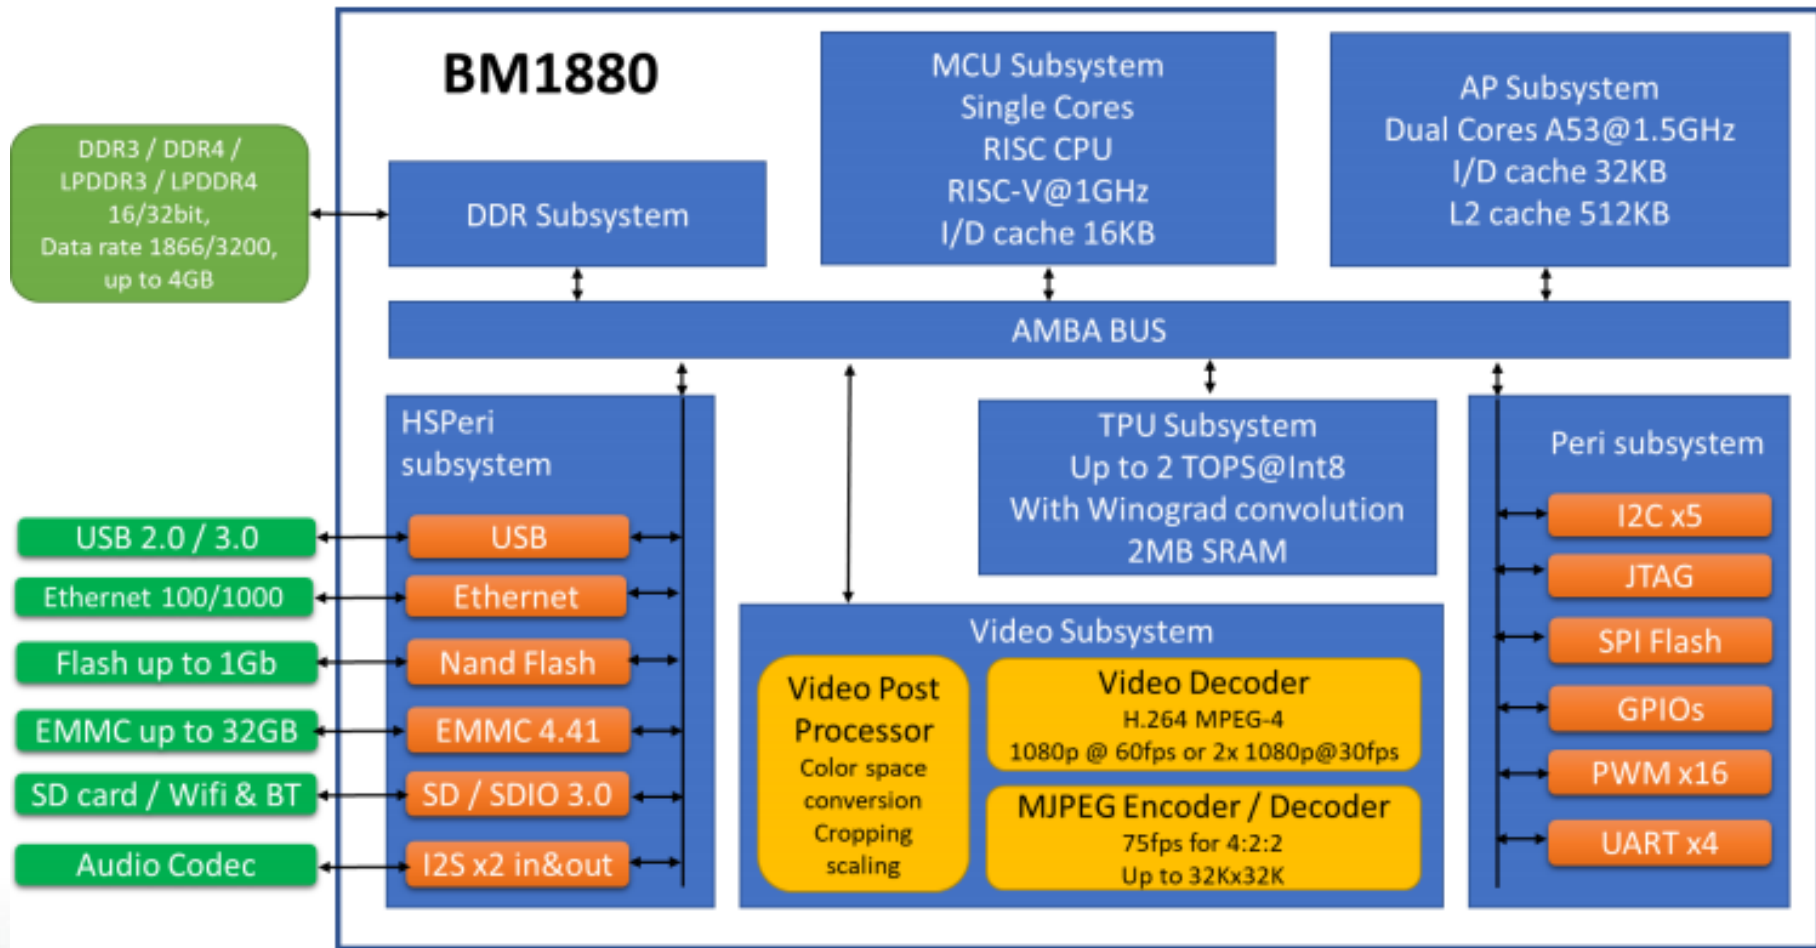 BM1880
MCU Subsystem
Single Cores
RISC CPU
RISC-V@1GHz
I/D cache 16KB
AP Subsystem
Dual Cores A53@1.5GHz
I/D cache 32KB
L2 cache 512KB
DDR3 / DDR4 /
LPDDR3 / LPDDR4
16/32bit,
Data rate 1866/3200,
up to 4GB
DDR Subsystem
AMBA BUS
HSPeri
subsystem
USB 2.0 / 3.0
USB
Ethernet 100/1000
Ethernet
Flash up to 1Gb
Nand Flash
EMMC up to 32GB
EMMC 4.41
SD card / Wifi & BT
SD / SDIO 3.0
Audio Codec
I2S x2 in&out
TPU Subsystem
Up to 2 TOPS@Int8
With Winograd convolution
2MB SRAM
Video Subsystem
Video Post
Processor
Color space
conversion
Cropping
scaling
Video Decoder
H.264 MPEG-4
1080p @ 60fps or 2x 1080p@30fps
MJPEG Encoder / Decoder
75fps for 4:2:2
Up to 32Kx32K
Peri subsystem
I2C x5
JTAG
SPI Flash
GPIOs
PWM x16
UART x4